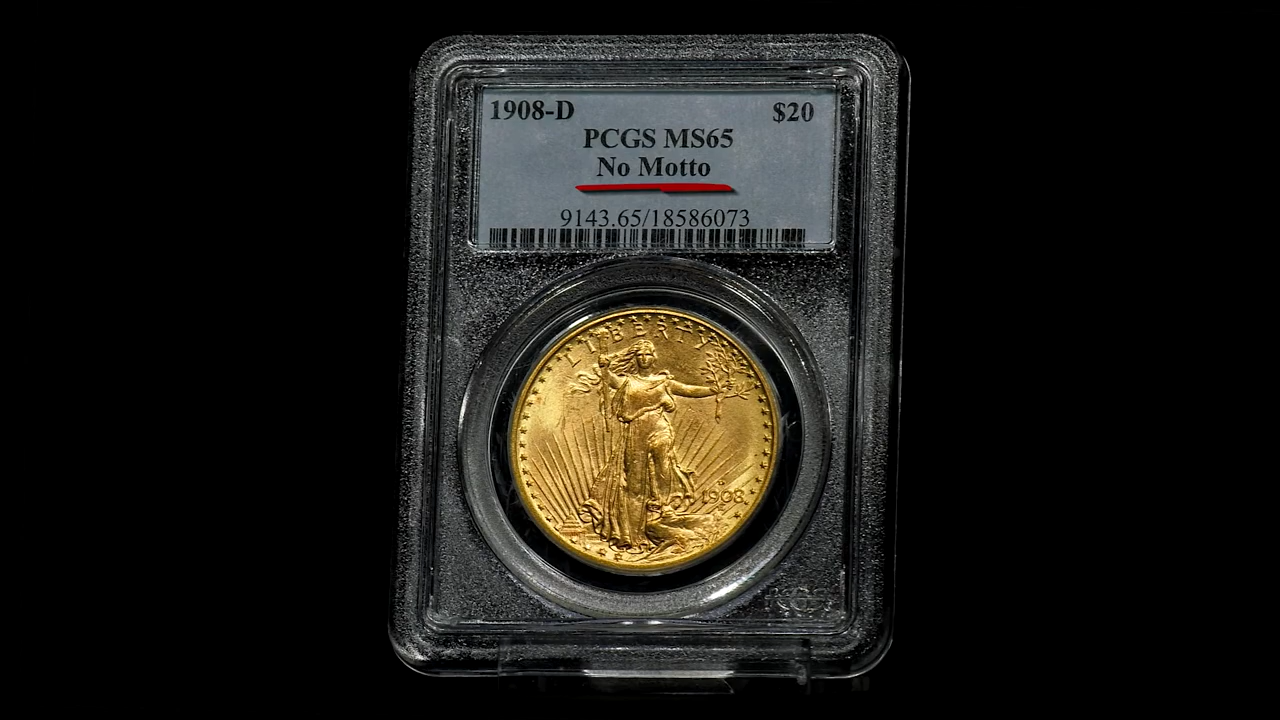 1908-D $20
PCGS MS65
No Motto
9143.65/18586073
LIBERTY
D
1908